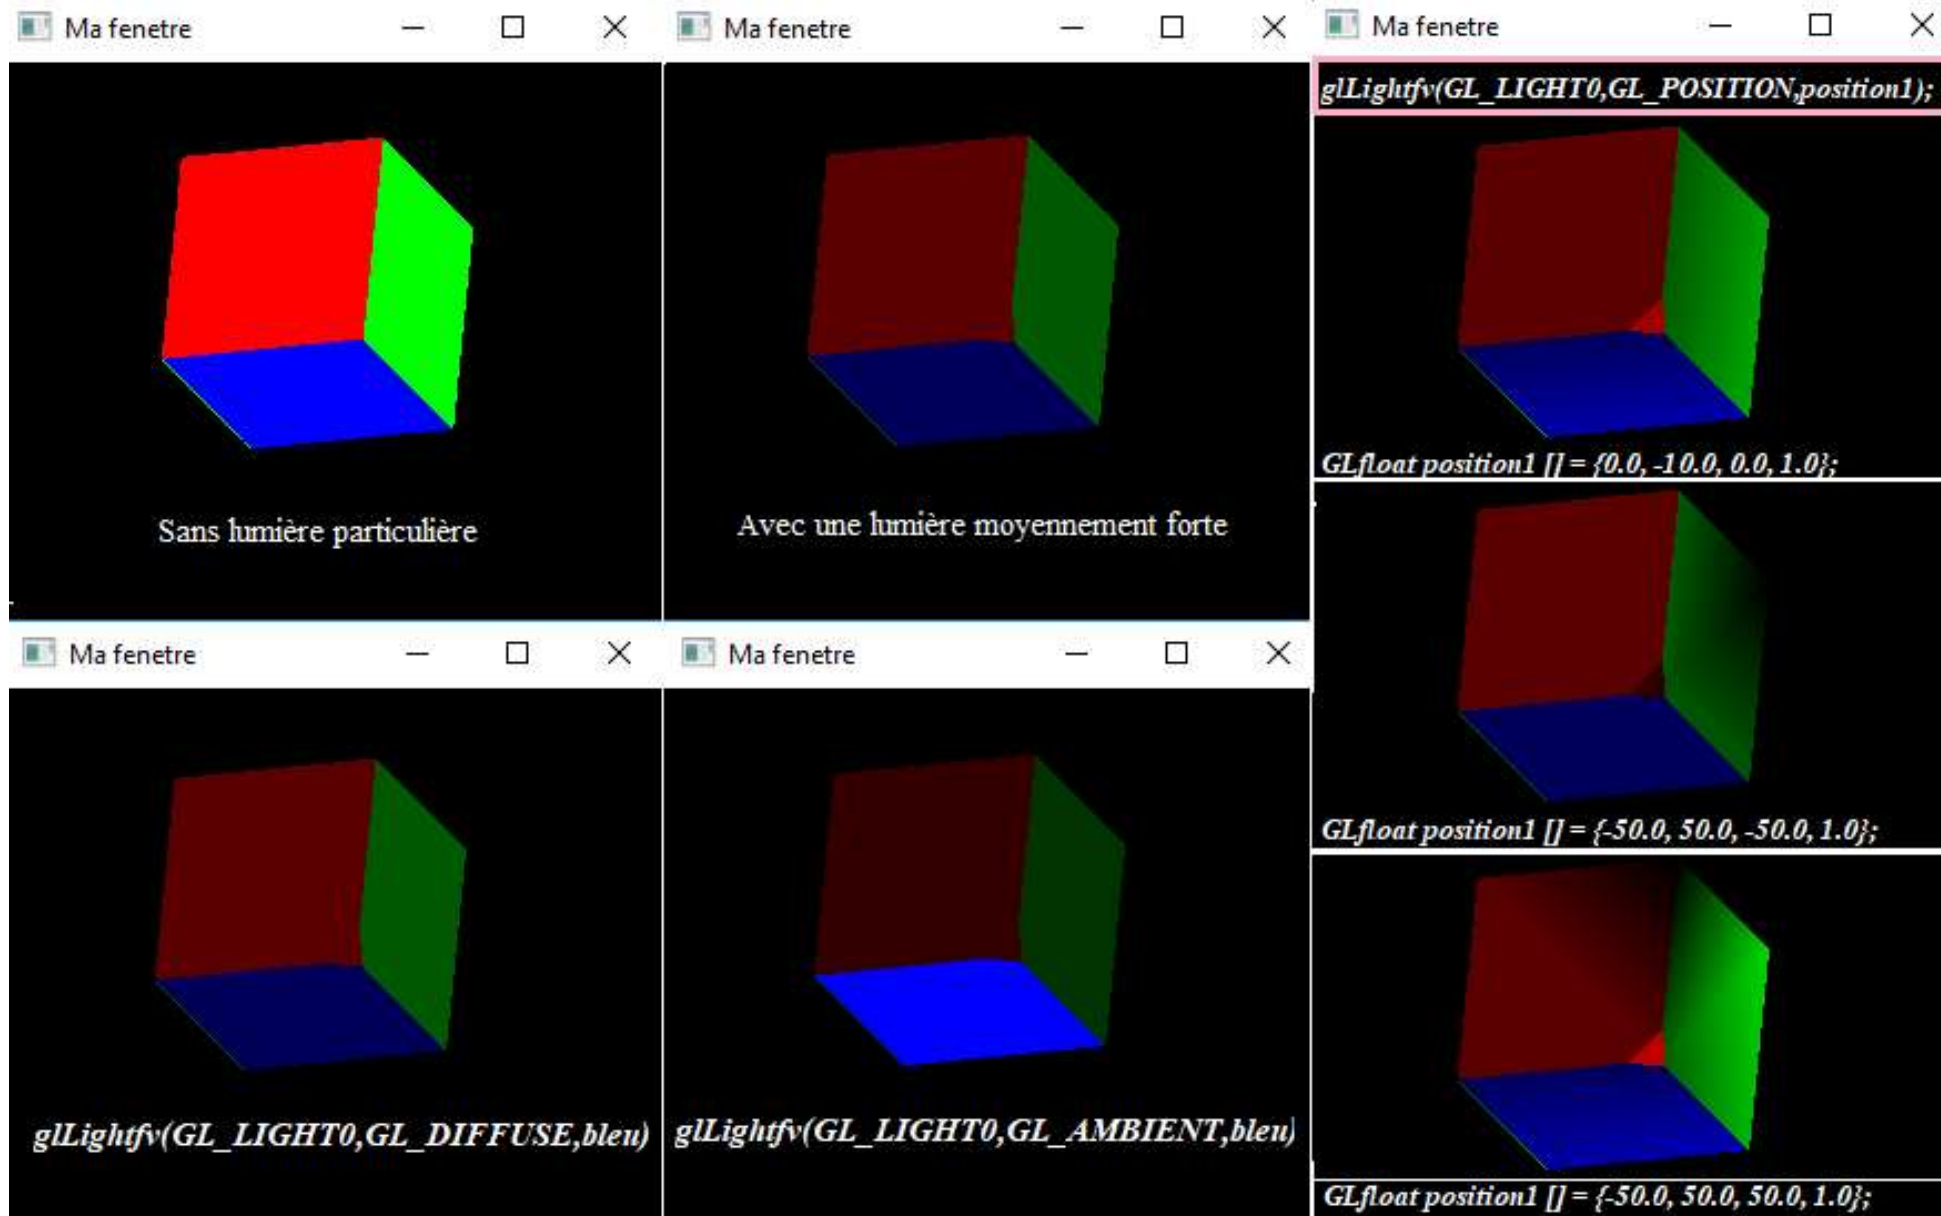 Ma fenetre
Sans lumière particulière
Ma fenetre
Avec une lumière moyennement forte
Ma fenetre
glLightfv(GL_LIGHT0,GL_POSITION,position1);
GLfloat position1 [] = {0.0, -10.0, 0.0, 1.0};
GLfloat position1 [] = {-50.0, 50.0, -50.0, 1.0};
GLfloat position1 [] = {-50.0, 50.0, 50.0, 1.0};
Ma fenetre
glLightfv(GL_LIGHT0,GL_DIFFUSE,bleu)
Ma fenetre
glLightfv(GL_LIGHT0,GL_AMBIENT,bleu)